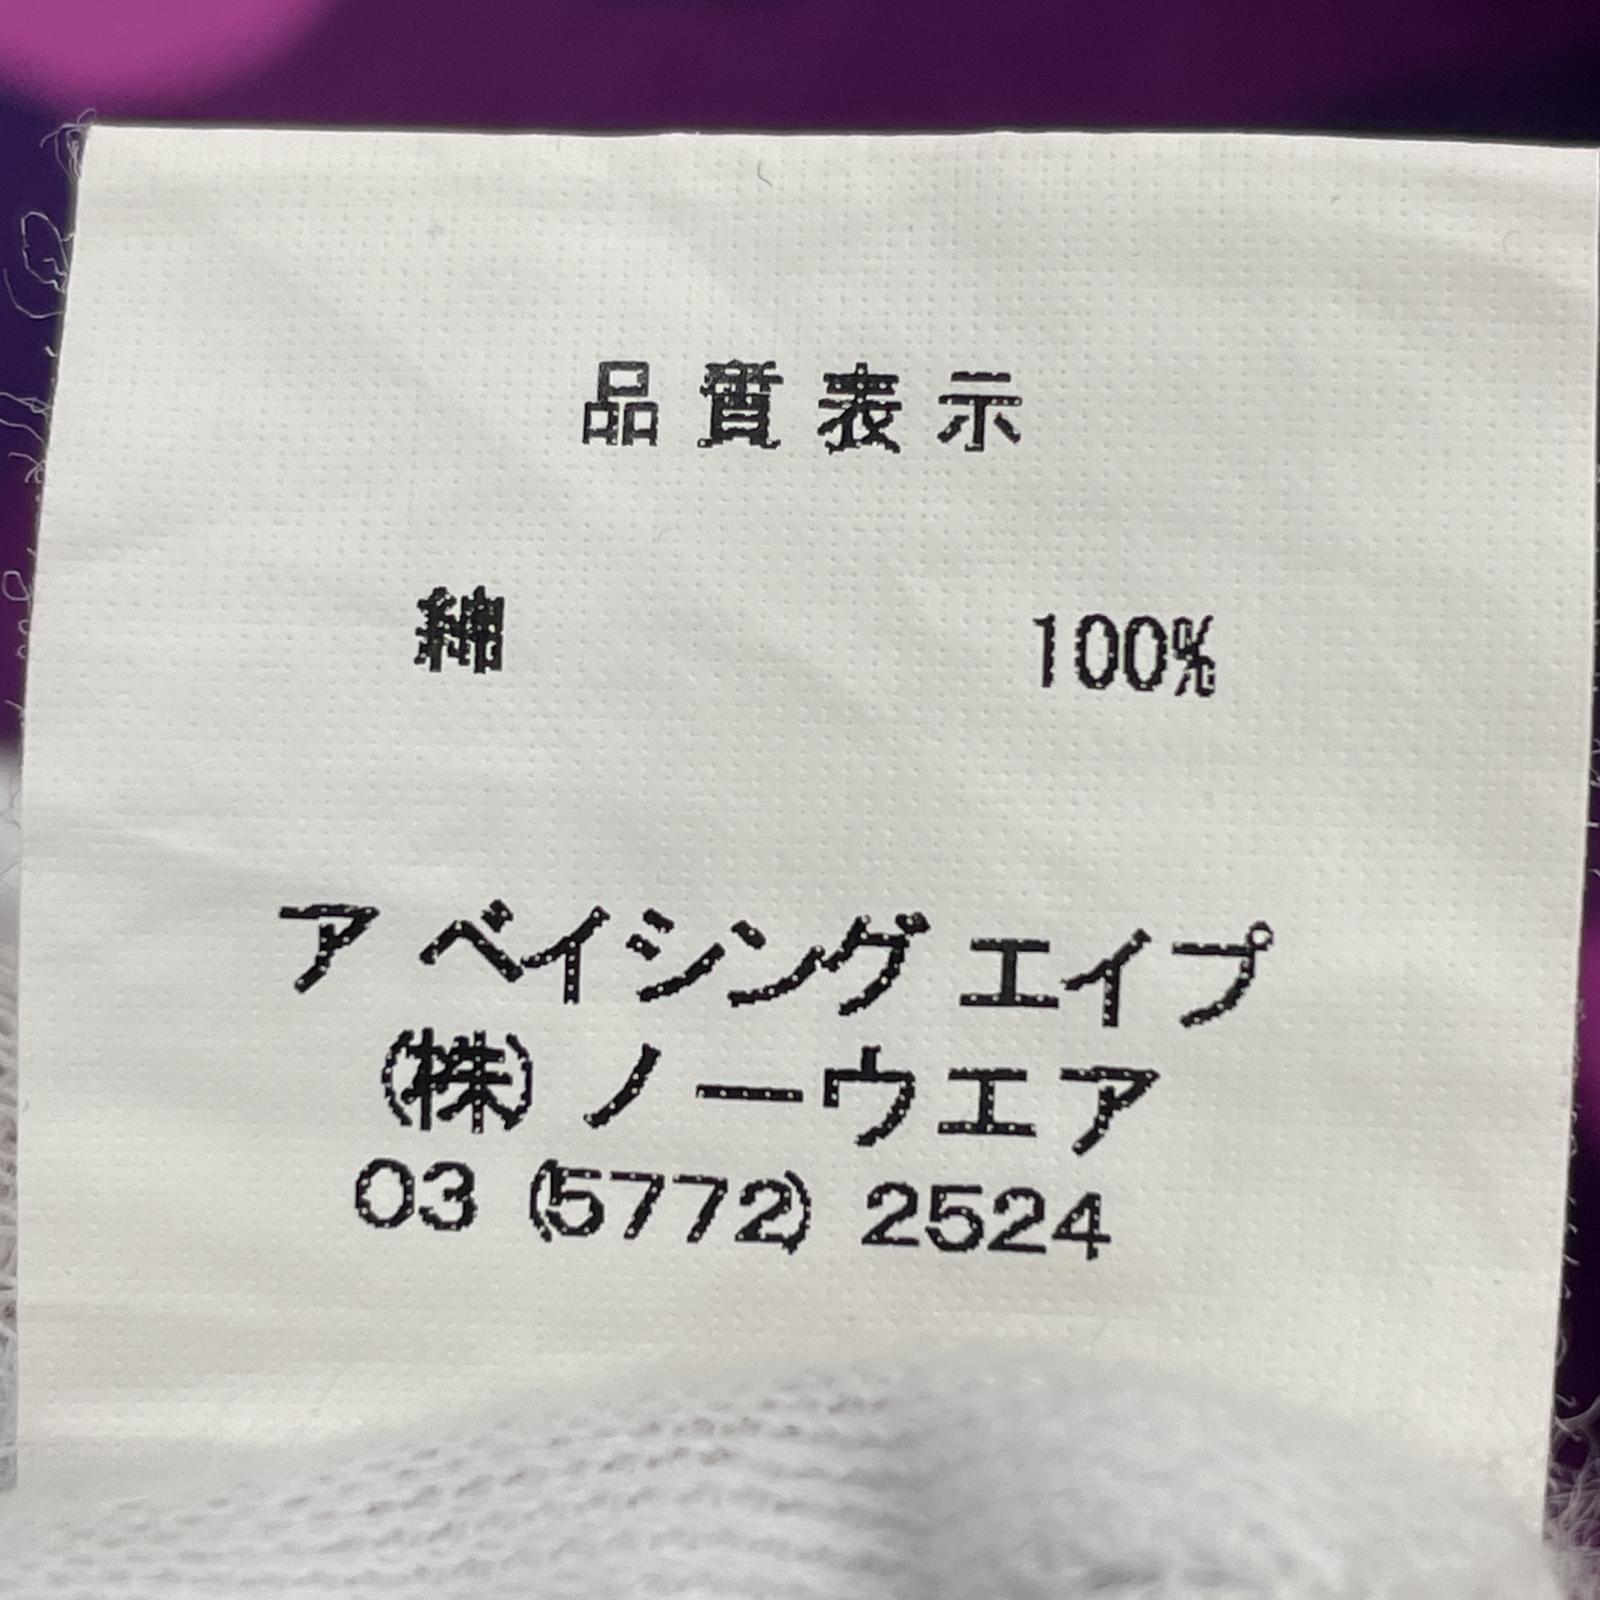 品質表示
綿 100%
ア ベイシング エイプ
(株) ノーウエア
03 (5772) 2524